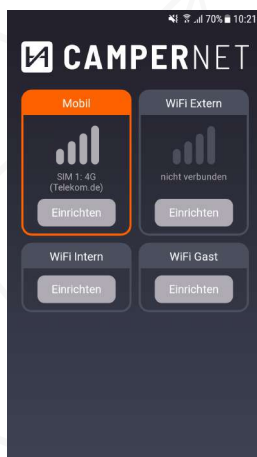 70% 10:21
CAMPERNET
Mobil
WiFi Extern
SIM 1: 4G
(Telekom.de)
nicht verbunden
Einrichten
Einrichten
WiFi Intern
WiFi Gast
Einrichten
Einrichten